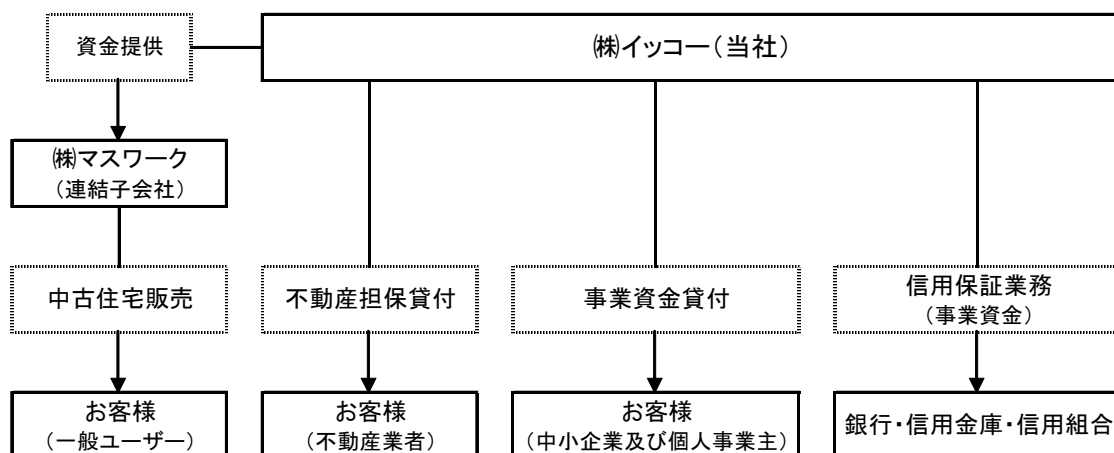 資金提供
㈱イッコー（当社）
㈱マスワーク
（連結子会社）
中古住宅販売
不動産担保貸付
事業資金貸付
信用保証業務
（事業資金）
お客様
（一般ユーザー）
お客様
（不動産業者）
お客様
（中小企業及び個人事業主）
銀行・信用金庫・信用組合